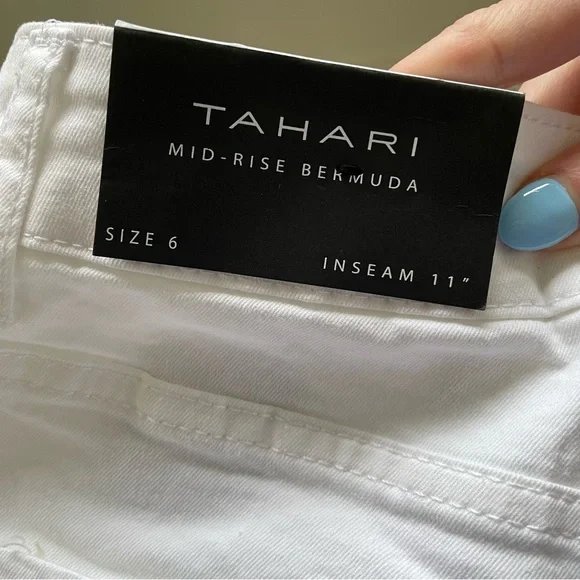 TAHARI
MID-RISE BERMUDA
SIZE 6
INSEAM 11"